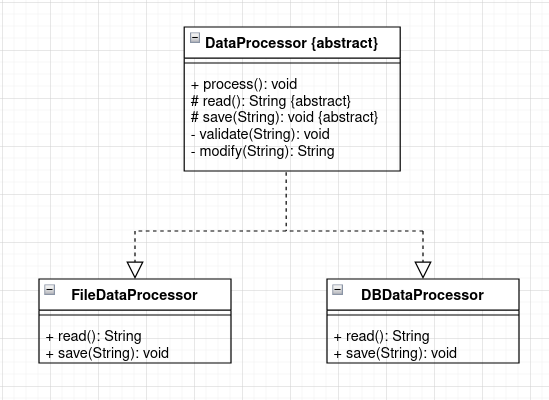 DataProcessor {abstract}
+ process(): void
# read(): String {abstract}
# save(String): void {abstract}
- validate(String): void
- modify(String): String
FileDataProcessor
+ read(): String
+ save(String): void
DBDataProcessor
+ read(): String
+ save(String): void